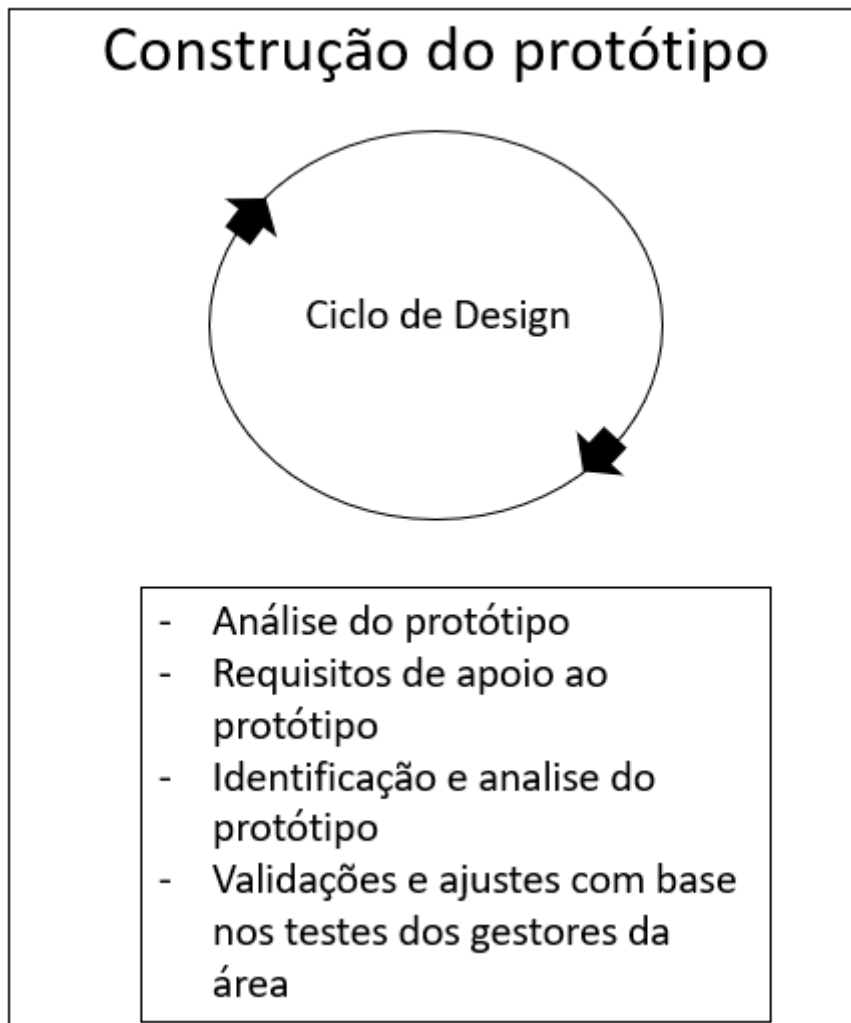 Construção do protótipo
Ciclo de Design
- Análise do protótipo
- Requisitos de apoio ao
protótipo
- Identificação e analise do
protótipo
- Validações e ajustes com base
nos testes dos gestores da
área